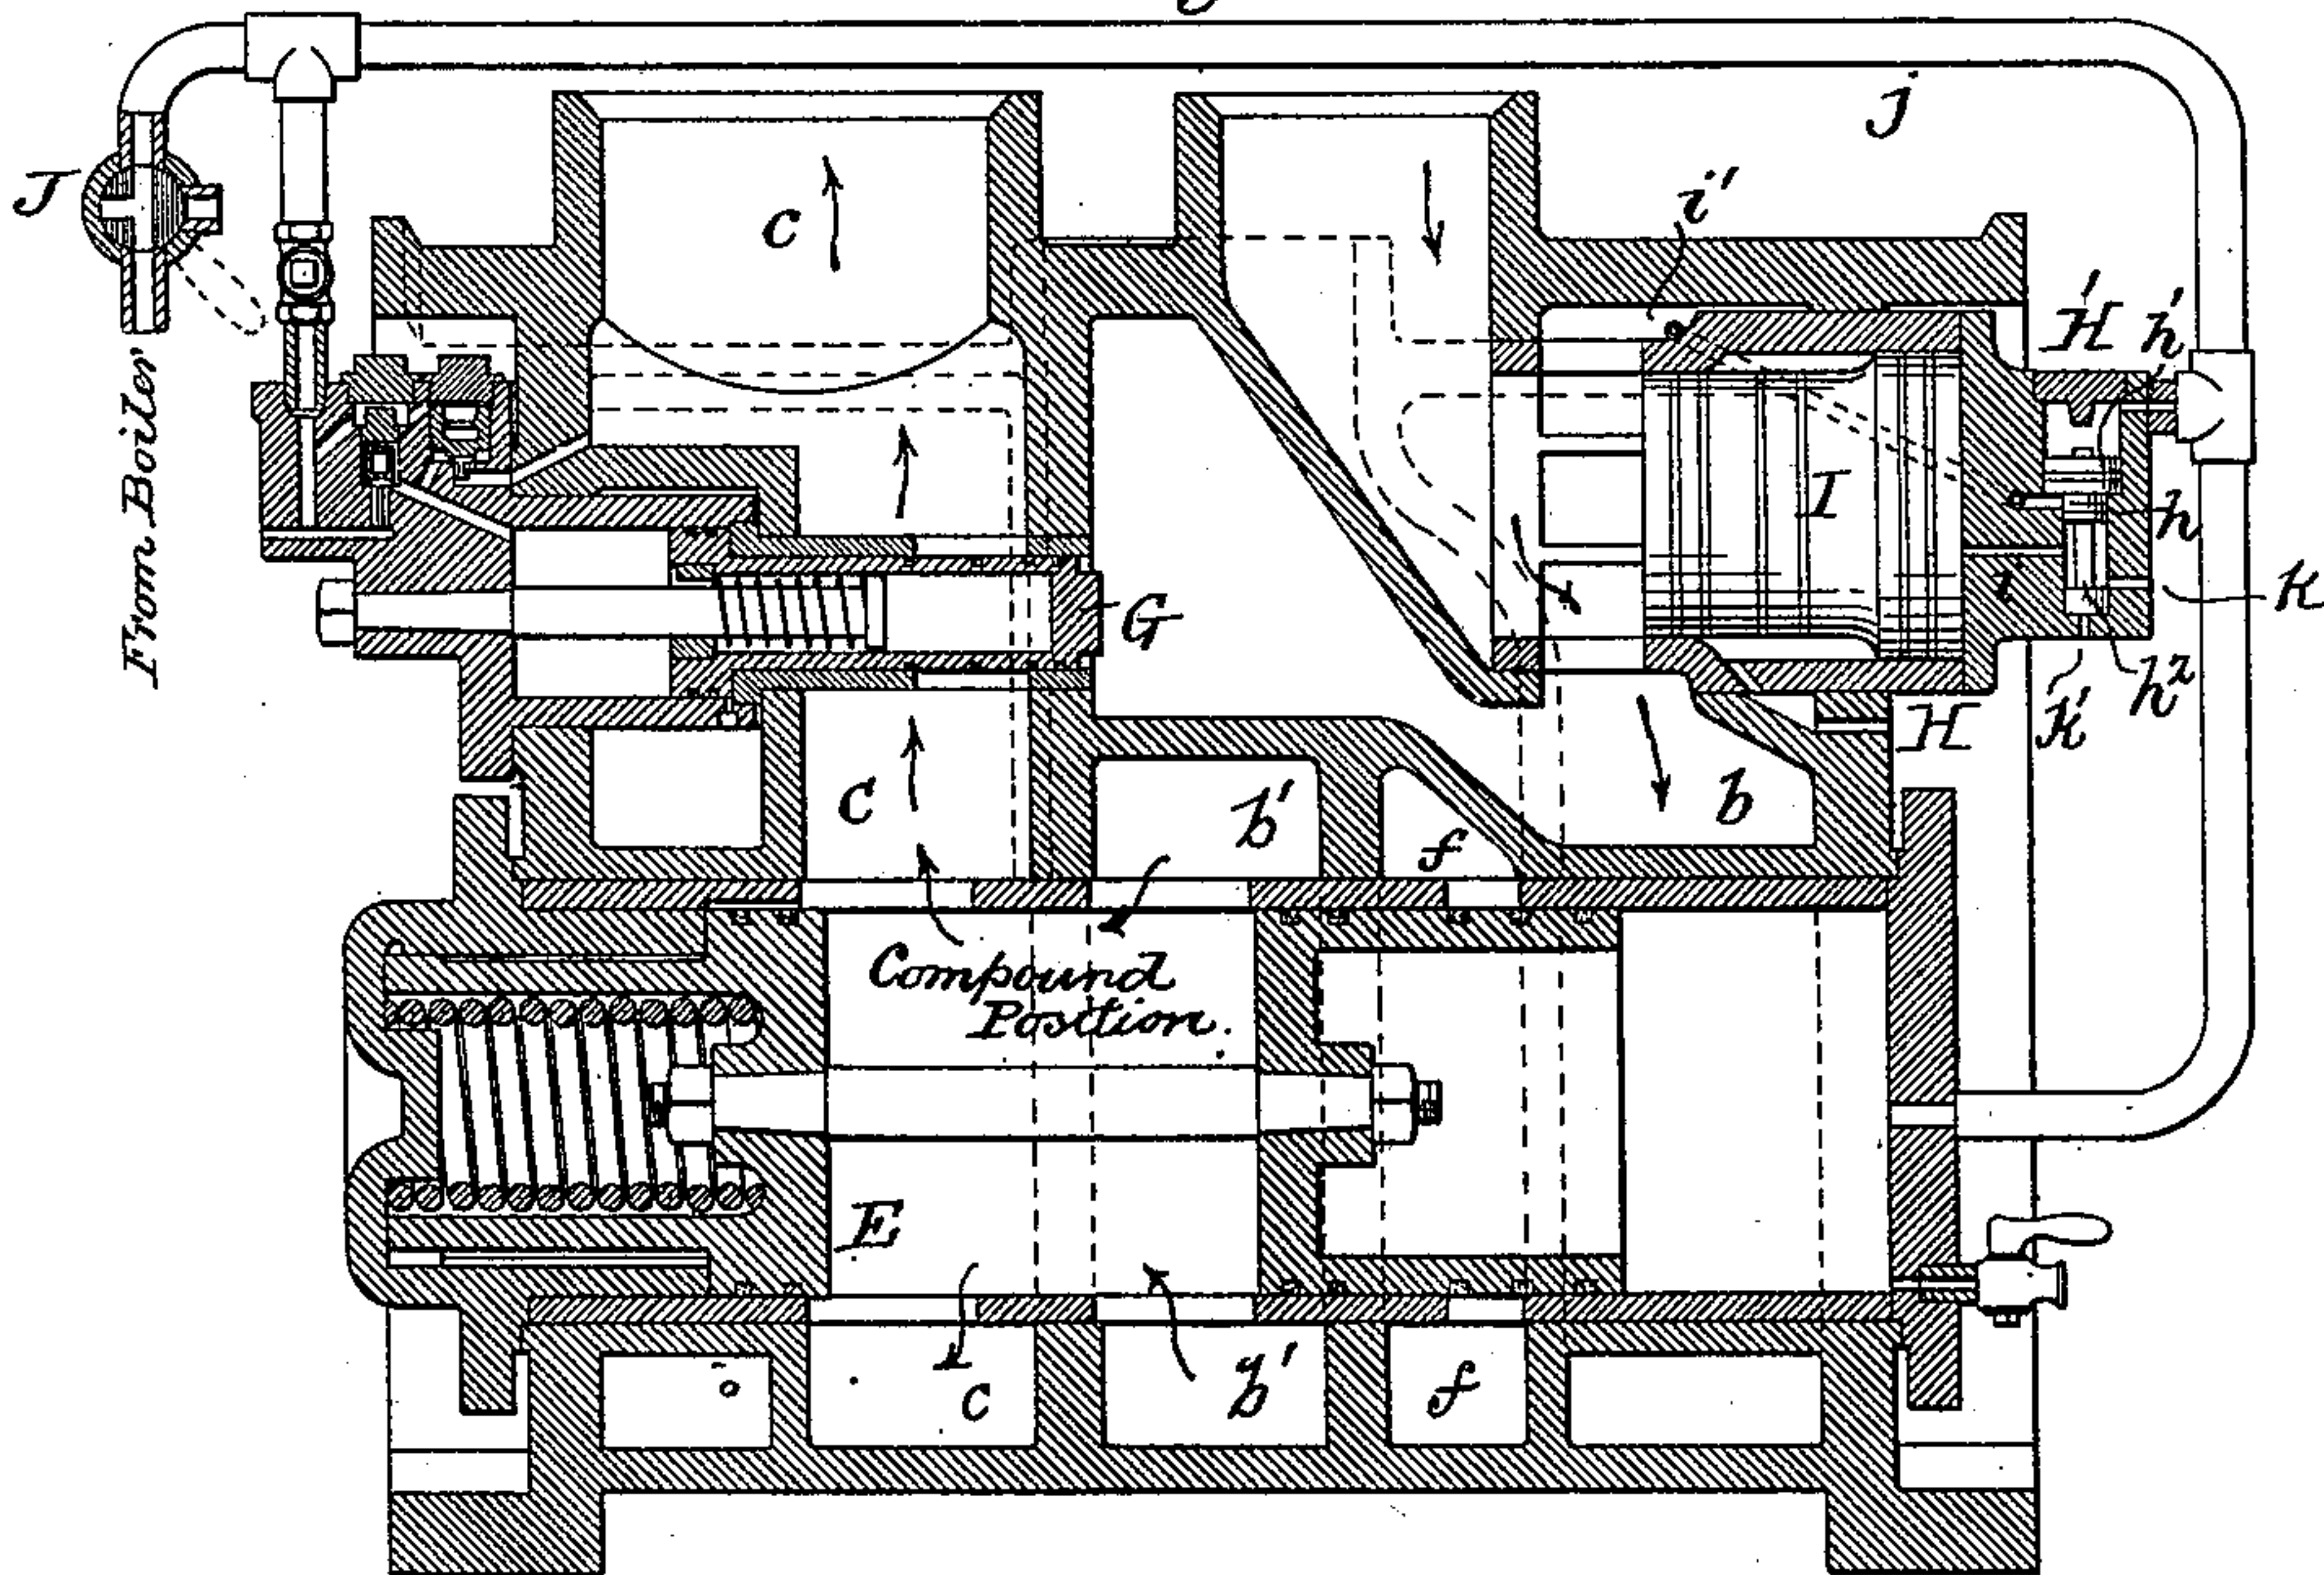 j
J
c
i'
H'
h'
From Boiler
I
h
G
i
k
k'
h²
H
C
b'
f
b
Compound
Position.
E
c
b'
f